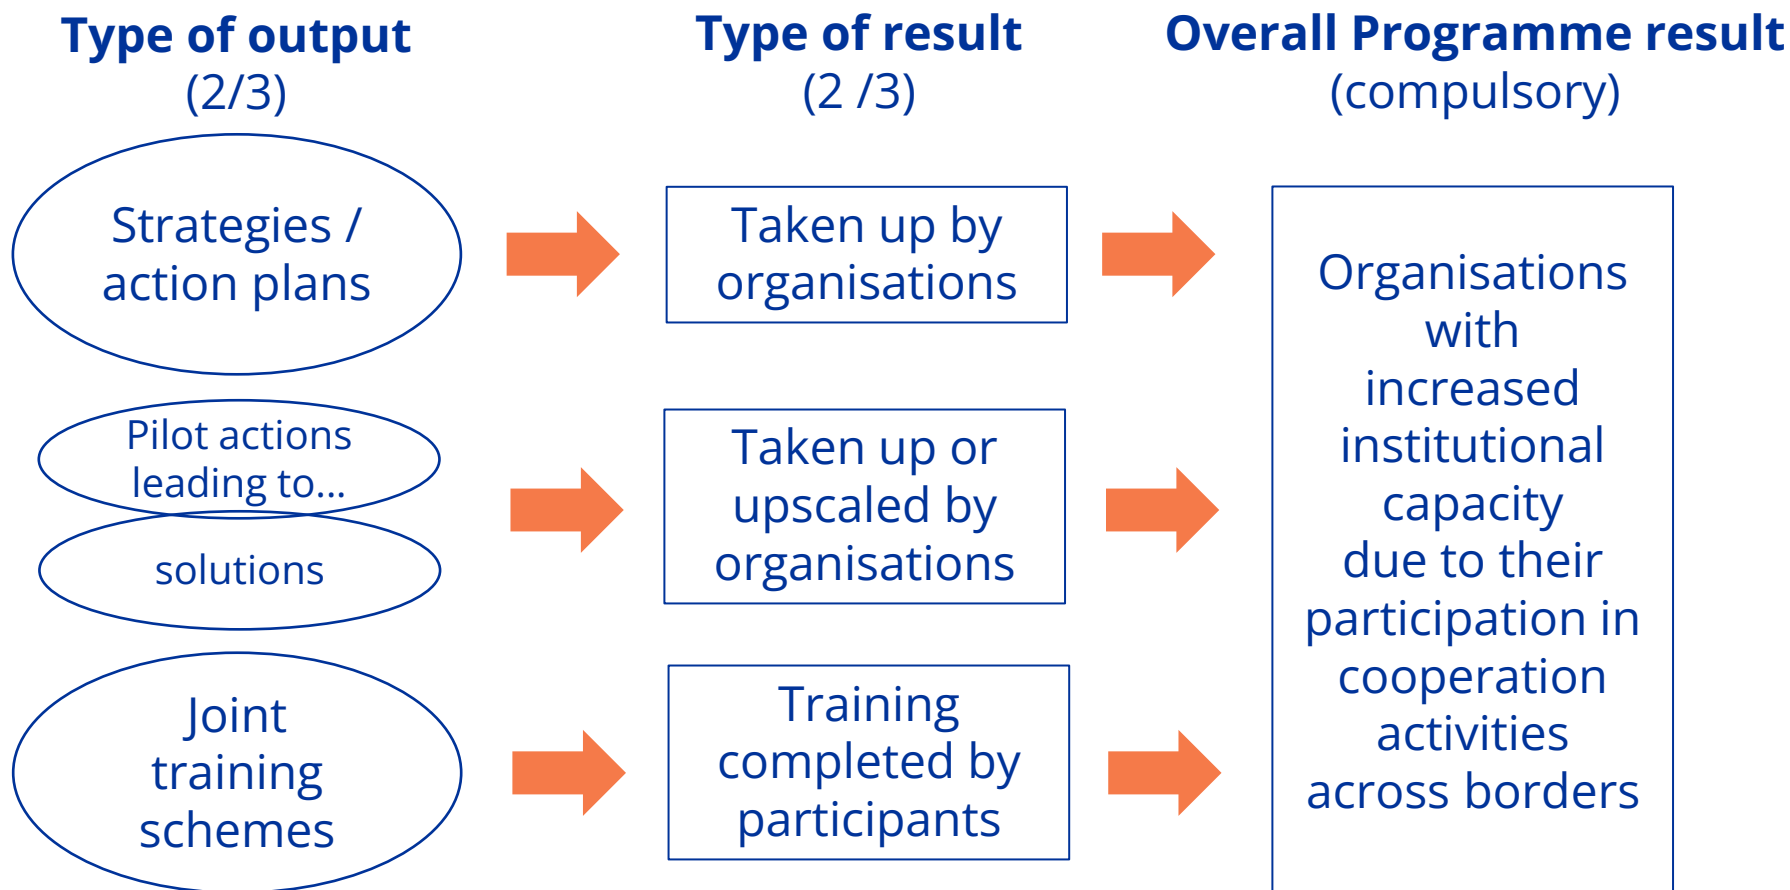 Type of output
(2/3)
Strategies /
action plans
Pilot actions
leading to...
solutions
Joint
training
schemes
Type of result
(2 /3)
Taken up by
organisations
Taken up or
upscaled by
organisations
Training
completed by
participants
Overall Programme result
(compulsory)
Organisations
with
increased
institutional
capacity
due to their
participation in
cooperation
activities
across borders